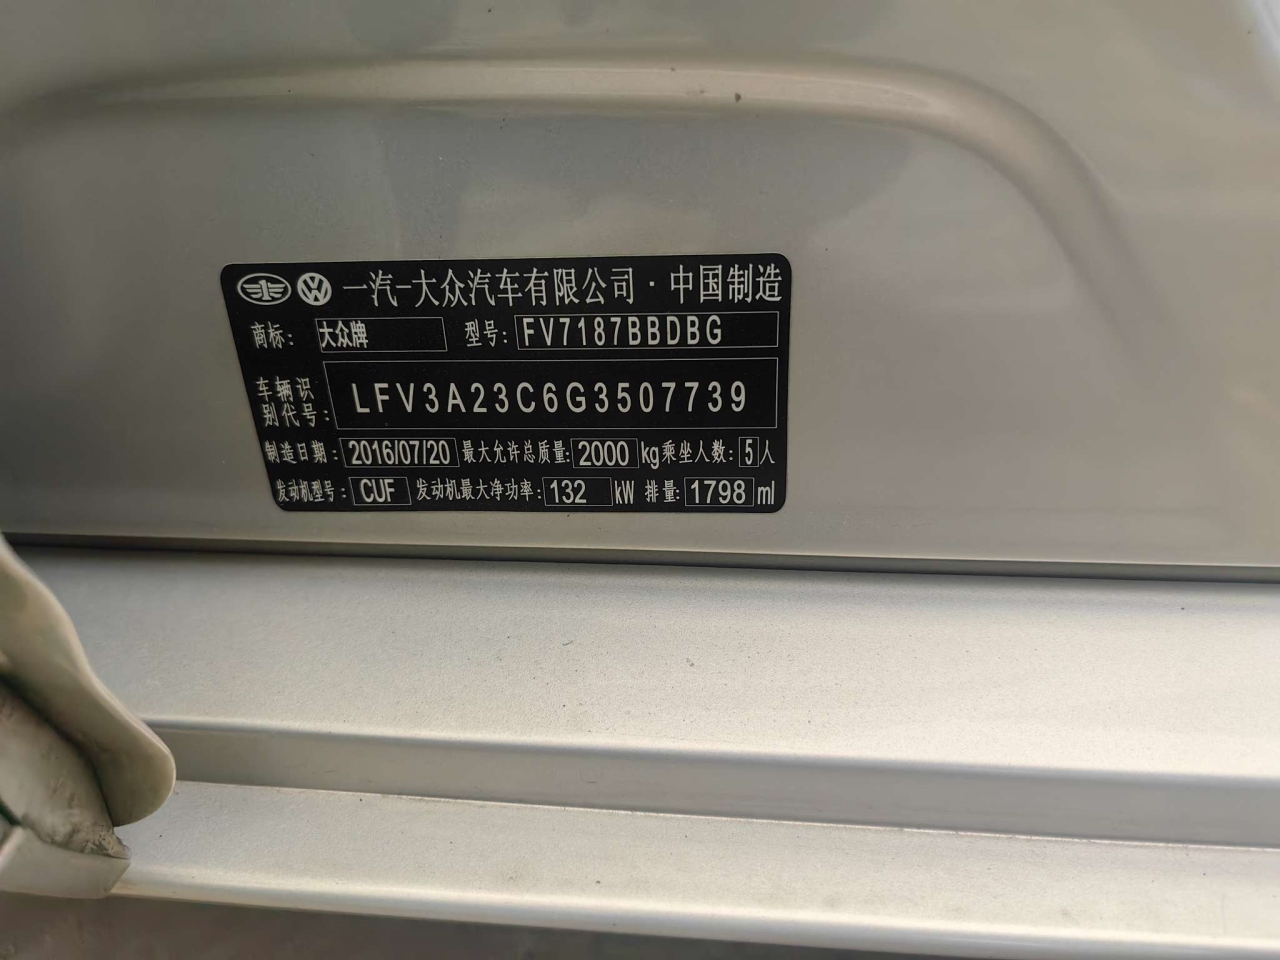 一汽-大众汽车有限公司·中国制造
商标: 大众牌 型号: FV7187BBDBG
车辆识别代号: LFV3A23C6G3507739
制造日期: 2016/07/20 最大允许总质量: 2000 kg 乘坐人数: 5 人
发动机型号: CUF 发动机最大净功率: 132 kW 排量: 1798 ml